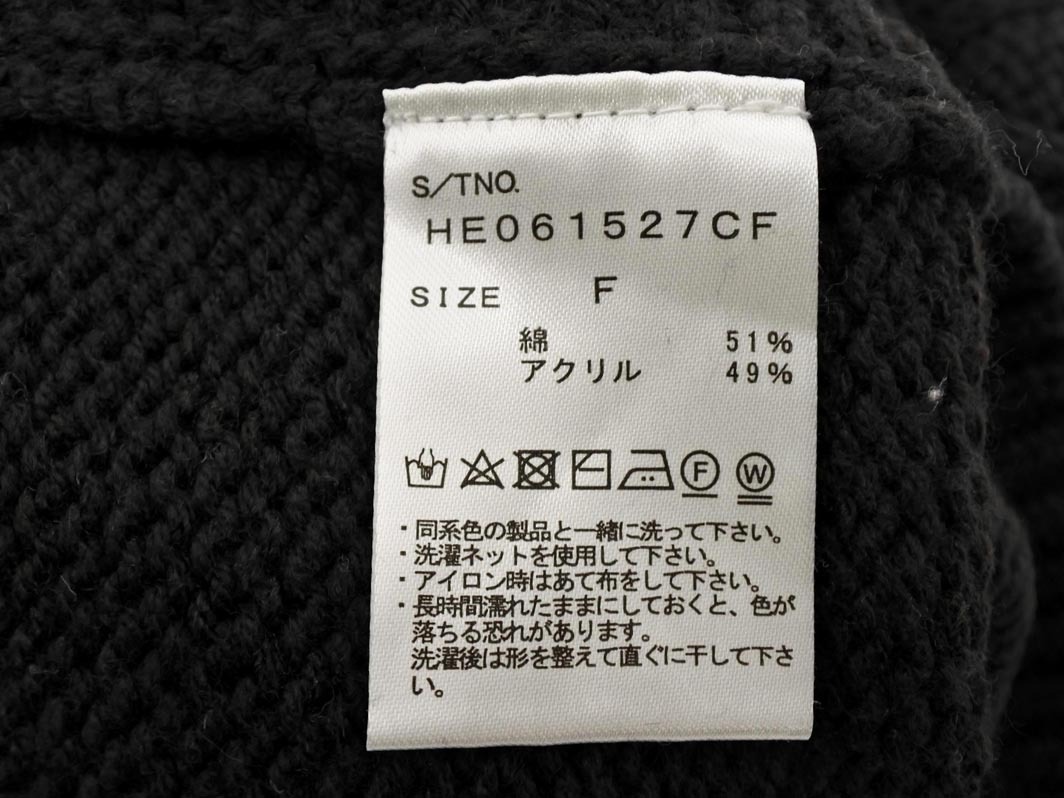 S/TNO.
HE061527CF
SIZE F
綿 51%
アクリル 49%
F W
・同系色の製品と一緒に洗って下さい。
・洗濯ネットを使用して下さい。
・アイロン時はあて布をして下さい。
・長時間濡れたままにしておくと、色が
落ちる恐れがあります。
洗濯後は形を整えて直ぐに干して下さ
い。